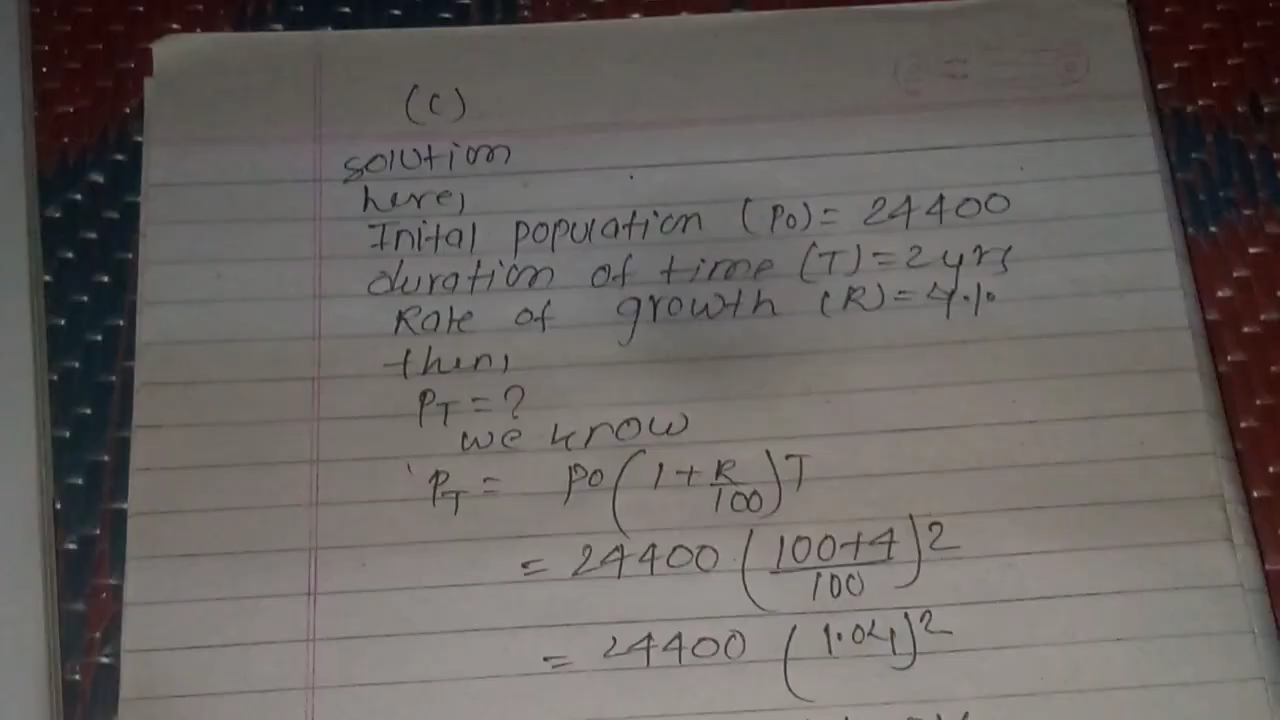 (C)
solution
here,
Inital population (P0) = 24400
duration of time (T) = 2 yrs
Rate of growth (R) = 4%
then,
PT = ?
we know
PT = P0 (1 + R/100)T
= 24400 (100+4/100)2
= 24400 (1.04)2